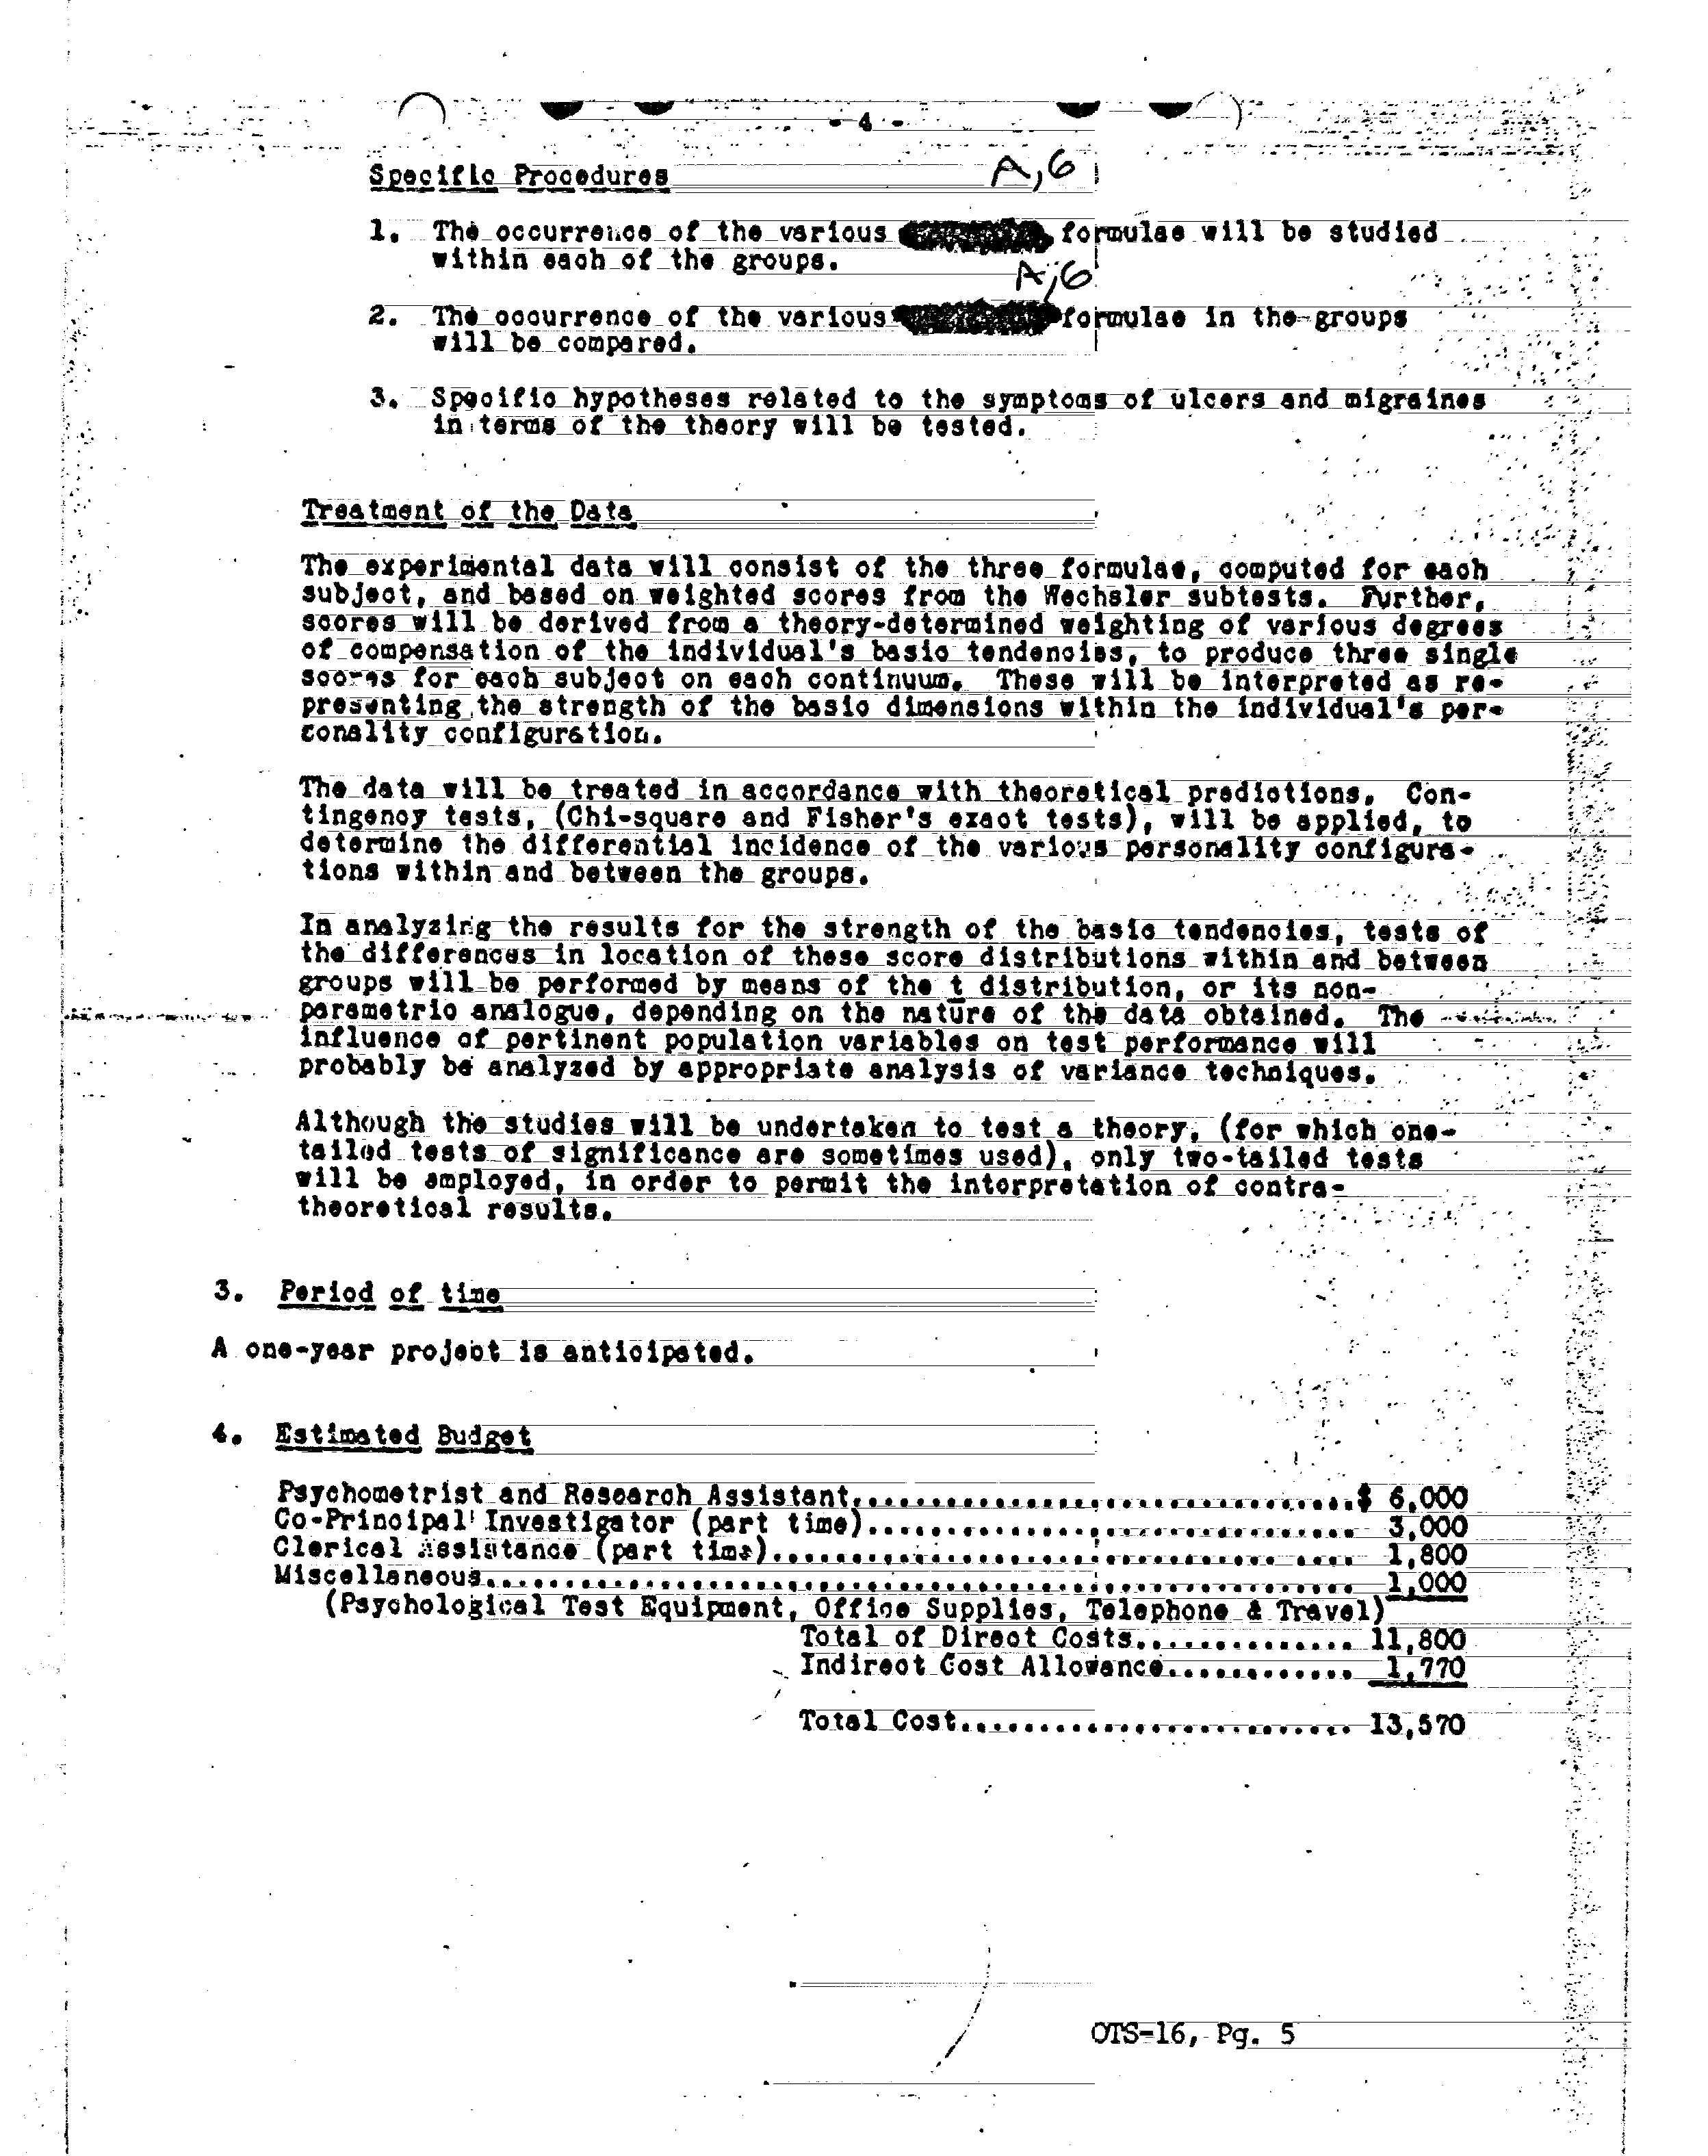 - 4 -
Specific Procedures
A,6
1. The occurrence of the various formulae will be studied
within each of the groups.
A,6
2. The occurrence of the various formulae in the groups
will be compared.
3. Specific hypotheses related to the symptoms of ulcers and migraines
in terms of the theory will be tested.
Treatment of the Data
The experimental data will consist of the three formulae, computed for each
subject, and based on weighted scores from the Wechsler subtests. Further,
scores will be derived from a theory-determined weighting of various degrees
of compensation of the individual's basic tendencies, to produce three single
scores for each subject on each continuum. These will be interpreted as re-
presenting the strength of the basic dimensions within the individual's per-
sonality configuration.
The data will be treated in accordance with theoretical predictions. Con-
tingency tests, (Chi-square and Fisher's exact tests), will be applied, to
determine the differential incidence of the various personality configura-
tions within and between the groups.
In analyzing the results for the strength of the basic tendencies, tests of
the differences in location of these score distributions within and between
groups will be performed by means of the t distribution, or its non-
parametric analogue, depending on the nature of the data obtained. The
influence of pertinent population variables on test performance will
probably be analyzed by appropriate analysis of variance techniques.
Although the studies will be undertaken to test a theory, (for which one-
tailed tests of significance are sometimes used), only two-tailed tests
will be employed, in order to permit the interpretation of contra-
theoretical results.
3. Period of time
A one-year project is anticipated.
4. Estimated Budget
Psychometrist and Research Assistant................................$ 6,000
Co-Principal Investigator (part time)............................... 3,000
Clerical Assistance (part time)..................................... 1,800
Miscellaneous....................................................... 1,000
(Psychological Test Equipment, Office Supplies, Telephone & Travel)
Total of Direct Costs.............. 11,800
Indirect Cost Allowance............ 1,770
Total Cost......................... 13,570
OTS-16, Pg. 5